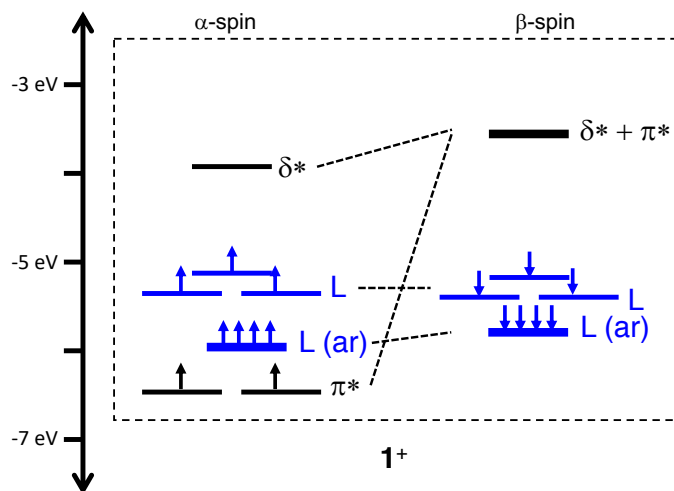 α-spin β-spin
-3 eV
δ* + π*
δ*
-5 eV
L L
L (ar) L (ar)
π*
-7 eV
1⁺